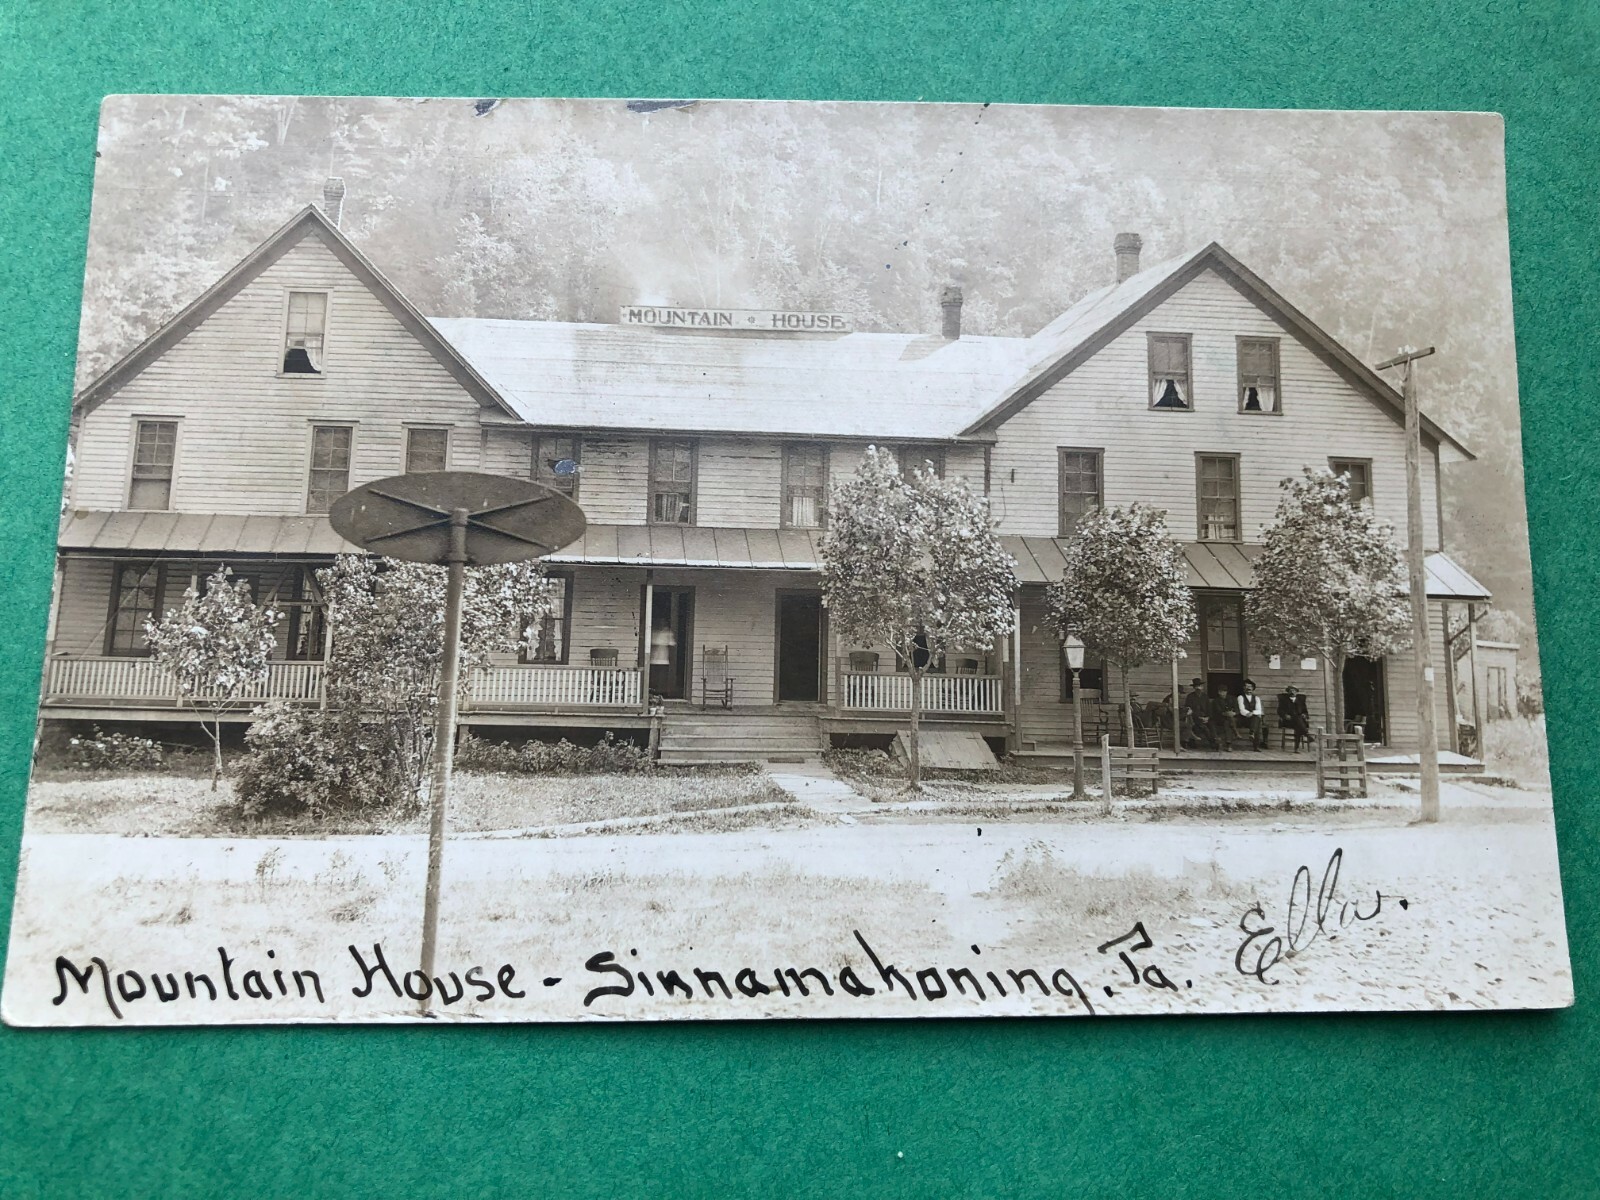 MOUNTAIN HOUSE
Mountain House - Sinnamahoning, Pa.
Ella.